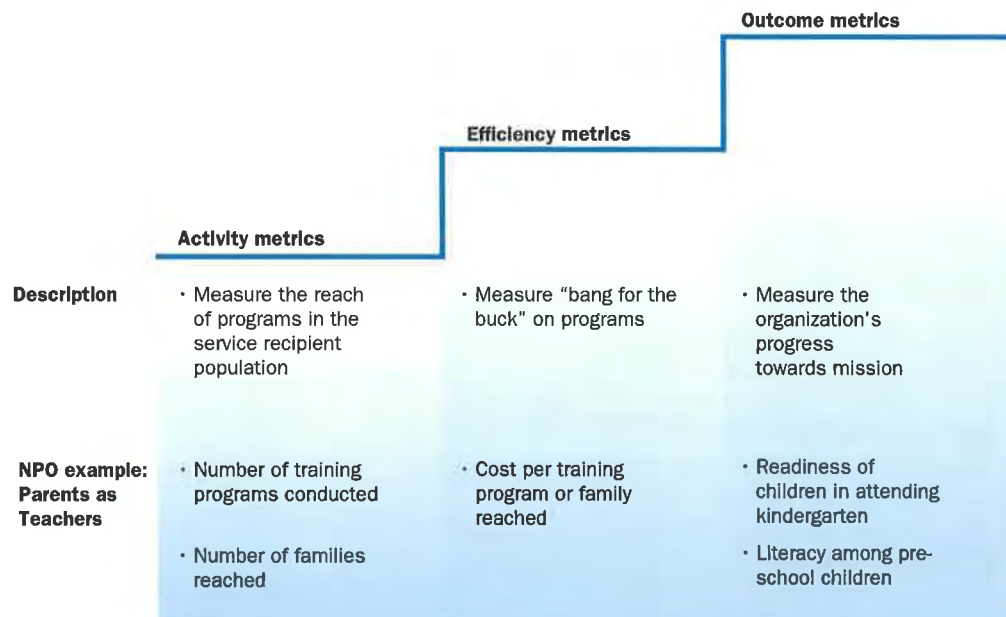 Outcome metrics
Efficiency metrics
Activity metrics
Description
· Measure the reach
of programs in the
service recipient
population
· Measure “bang for the
buck” on programs
· Measure the
organization's
progress
towards mission
NPO example:
Parents as
Teachers
· Number of training
programs conducted
· Number of families
reached
· Cost per training
program or family
reached
· Readiness of
children in attending
kindergarten
· Literacy among pre-
school children